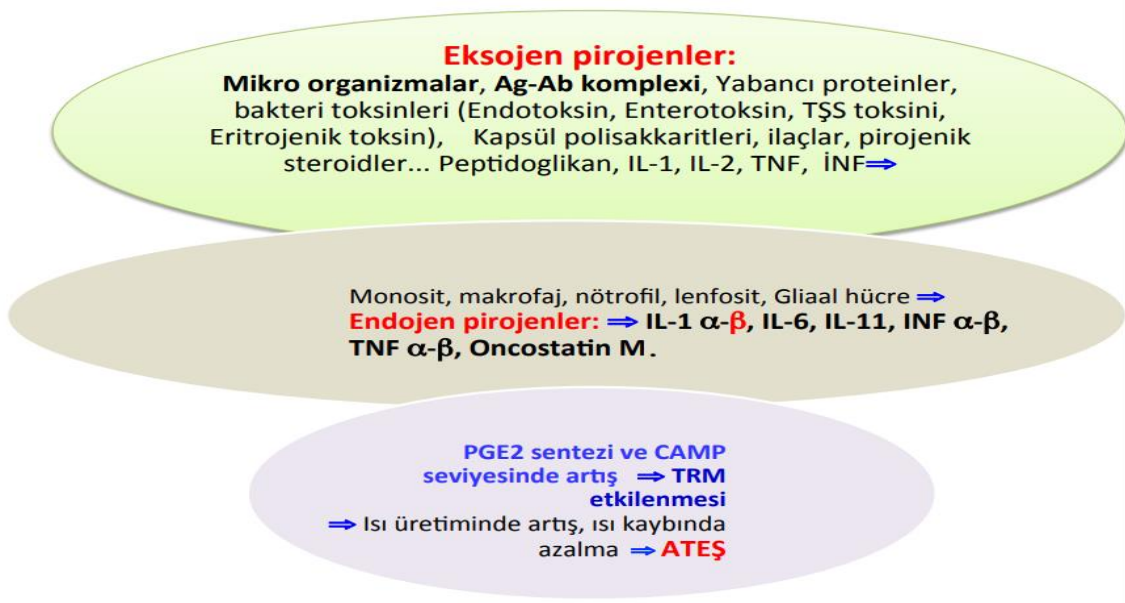 Eksojen pirojenler:
Mikro organizmalar, Ag-Ab komplexi, Yabancı proteinler,
bakteri toksinleri (Endotoksin, Enterotoksin, TŞS toksini,
Eritrojenik toksin), Kapsül polisakkaritleri, ilaçlar, pirojenik
steroidler... Peptidoglikan, IL-1, IL-2, TNF, İNF⇒
Monosit, makrofaj, nötrofil, lenfosit, Gliaal hücre ⇒
Endojen pirojenler: ⇒ IL-1 α-β, IL-6, IL-11, INF α-β,
TNF α-β, Oncostatin M.
PGE2 sentezi ve CAMP
seviyesinde artış ⇒ TRM
etkilenmesi
⇒ Isı üretiminde artış, ısı kaybında
azalma ⇒ ATEŞ